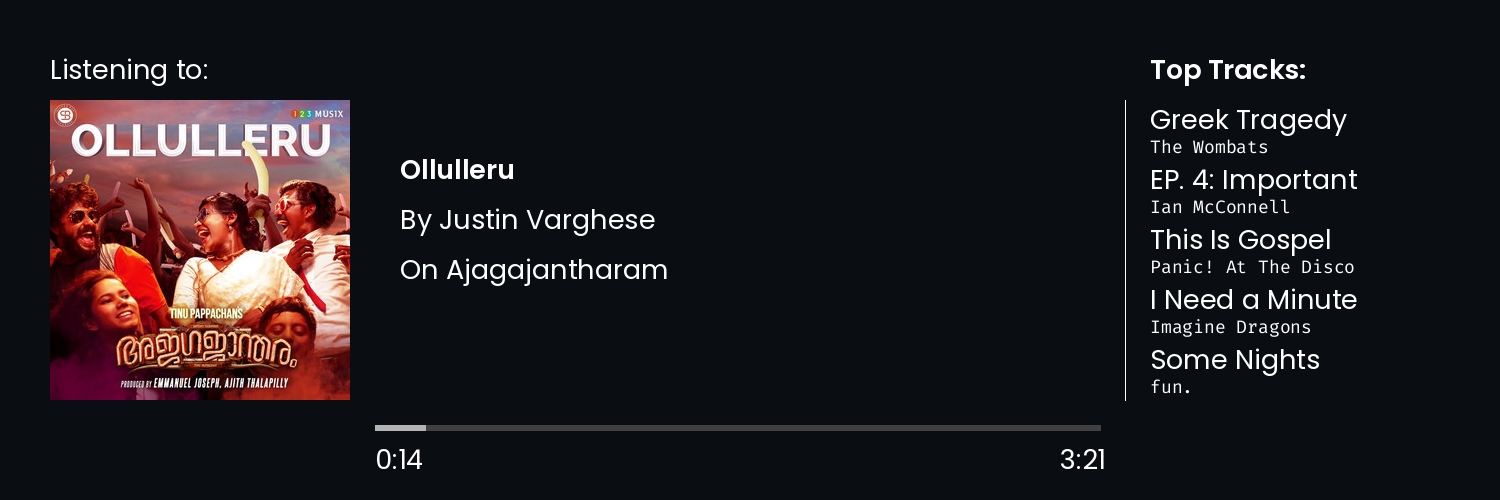 Listening to:
123 MUSIX
OLLULLERU
TINU PAPPACHANS
അജഗജാന്തരം
PRODUCED BY EMMANUEL JOSEPH, AJITH THALAPILLY
Ollulleru
By Justin Varghese
On Ajagajantharam
0:14
3:21
Top Tracks:
Greek Tragedy
The Wombats
EP. 4: Important
Ian McConnell
This Is Gospel
Panic! At The Disco
I Need a Minute
Imagine Dragons
Some Nights
fun.